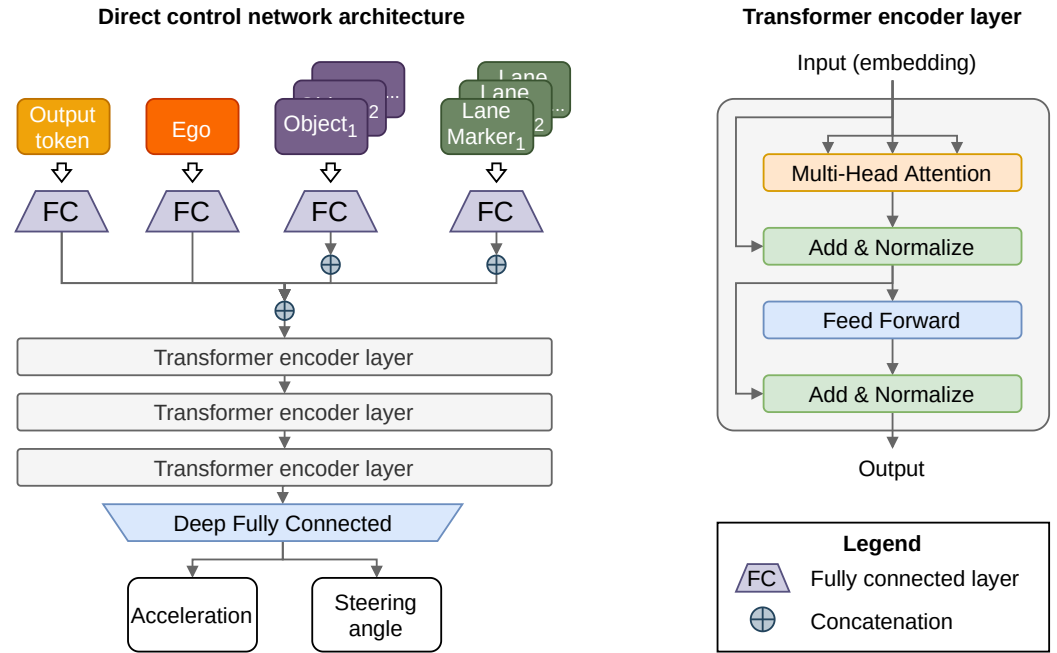 Direct control network architecture
Output
token
Ego
Object1
2
...
Lane
Marker1
Lane
2
Lane
...
FC
FC
FC
FC
Transformer encoder layer
Transformer encoder layer
Transformer encoder layer
Deep Fully Connected
Acceleration
Steering
angle
Transformer encoder layer
Input (embedding)
Multi-Head Attention
Add & Normalize
Feed Forward
Add & Normalize
Output
Legend
FC Fully connected layer
Concatenation